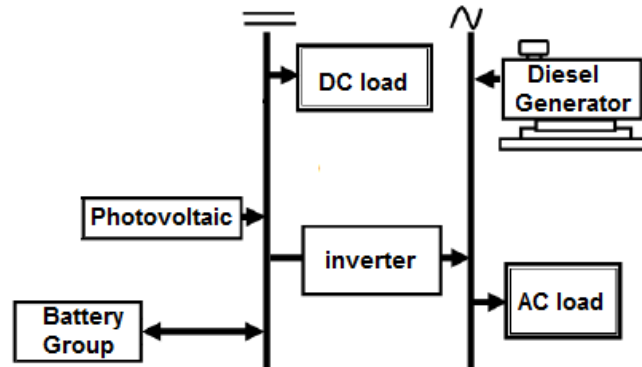 DC load
Diesel
Generator
Photovoltaic
inverter
Battery
Group
AC load